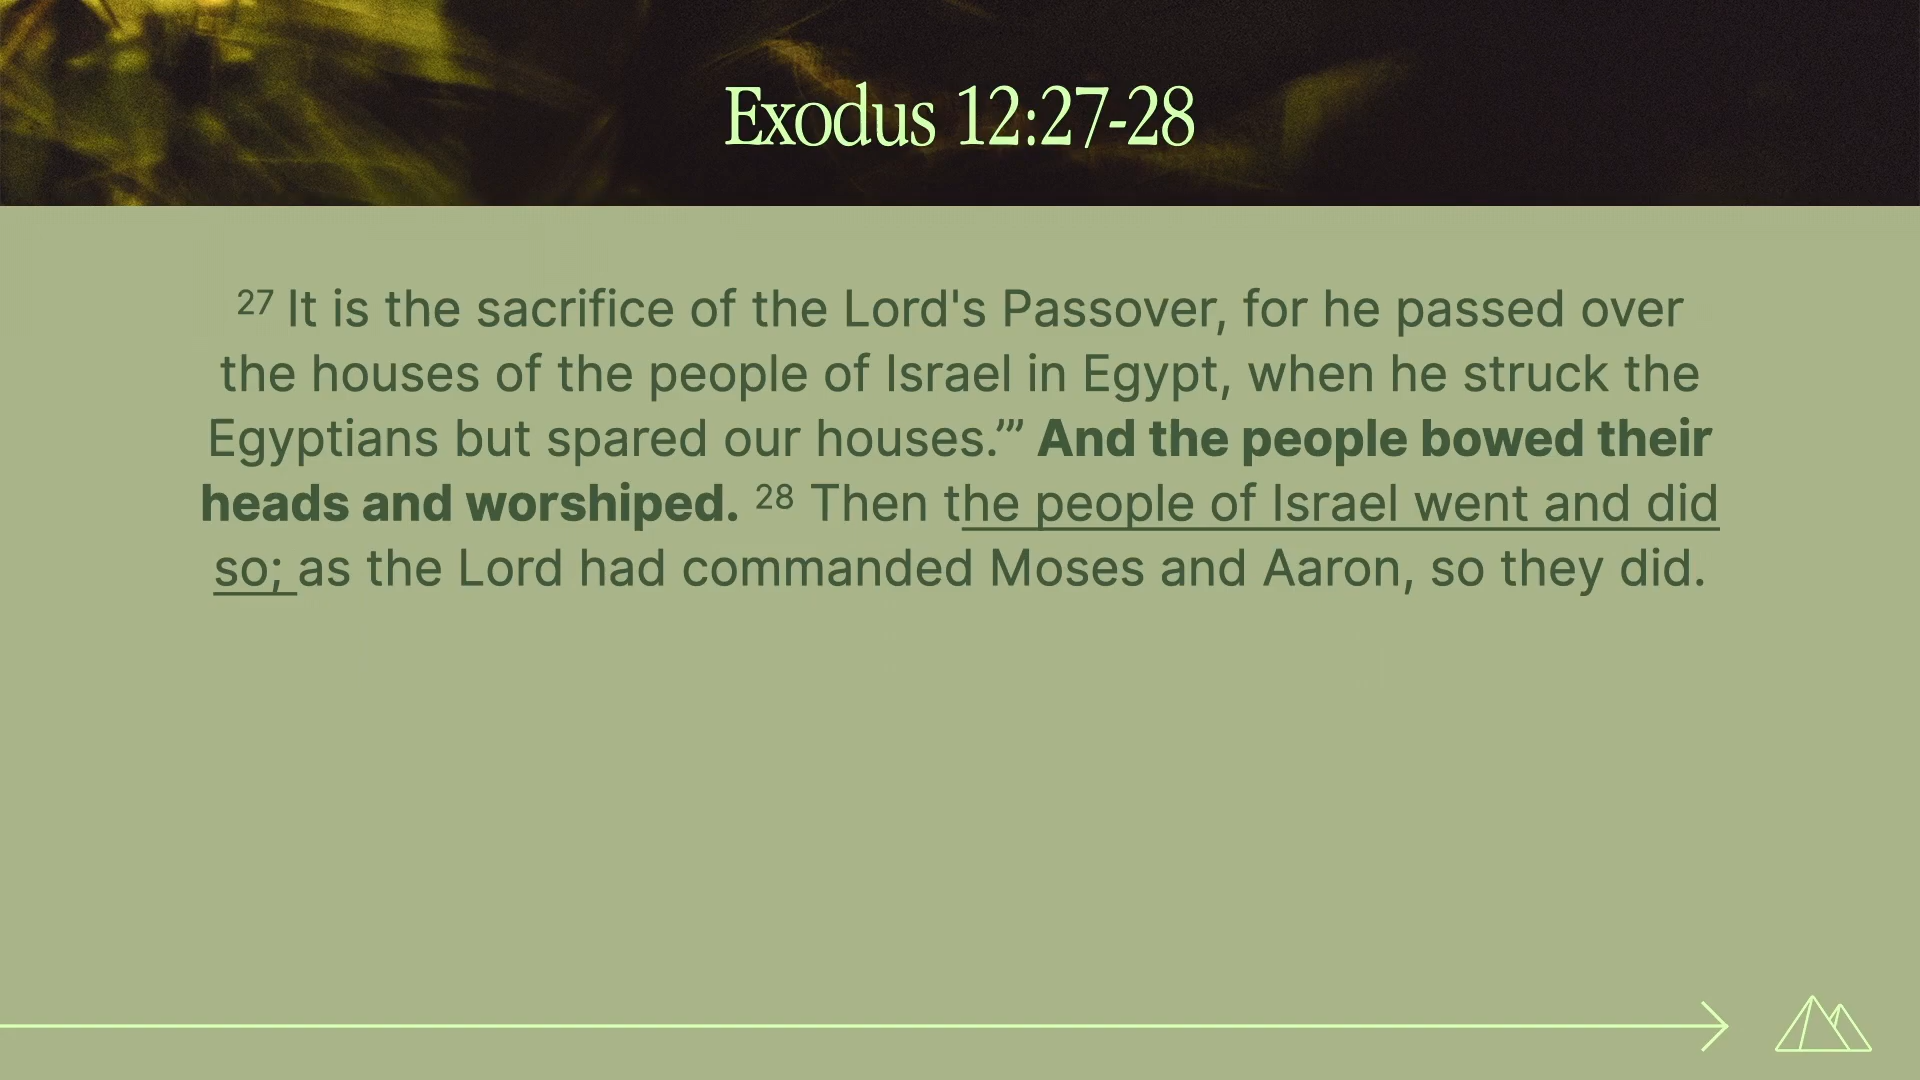 Exodus 12:27-28
27 It is the sacrifice of the Lord's Passover, for he passed over
the houses of the people of Israel in Egypt, when he struck the
Egyptians but spared our houses.’” And the people bowed their
heads and worshiped. 28 Then the people of Israel went and did
so; as the Lord had commanded Moses and Aaron, so they did.